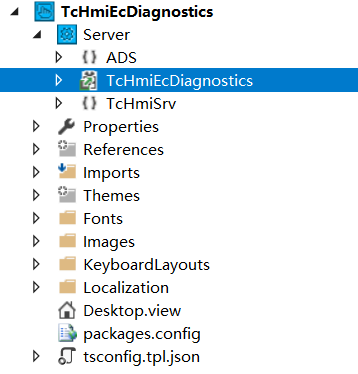 TcHmiEcDiagnostics
Server
ADS
TcHmiEcDiagnostics
TcHmiSrv
Properties
References
Imports
Themes
Fonts
Images
KeyboardLayouts
Localization
Desktop.view
packages.config
tsconfig.tpl.json